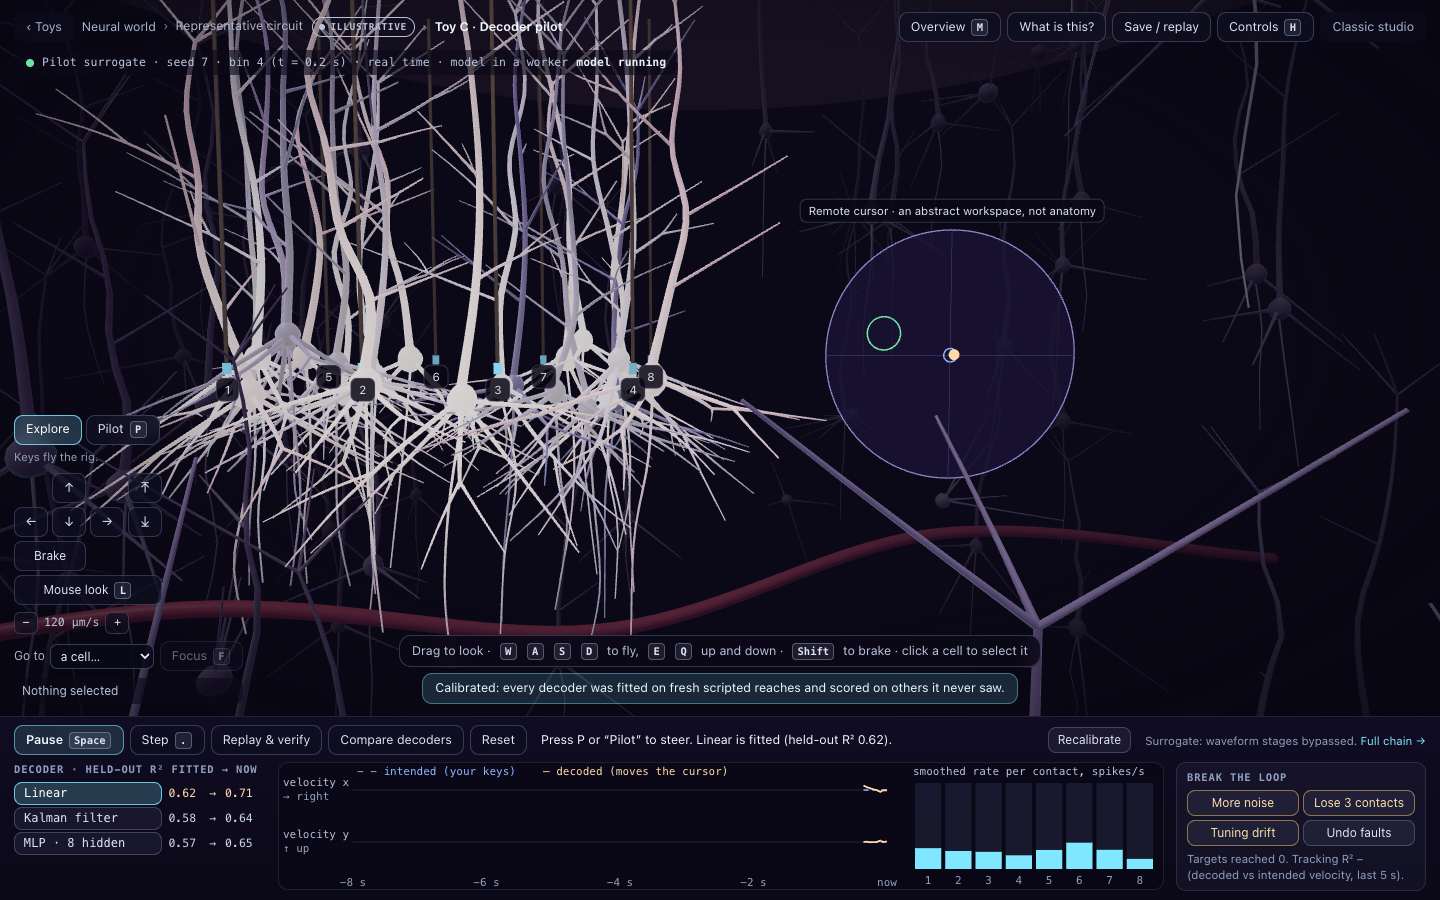 ‹ Toys Neural world › Representative circuit ILLUSTRATIVE › Toy C · Decoder pilot
Overview M What is this? Save / replay Controls H Classic studio
Pilot surrogate · seed 7 · bin 4 (t = 0.2 s) · real time · model in a worker model running
Remote cursor · an abstract workspace, not anatomy
1 5 2 6 3 7 4 8
Explore Pilot P
Keys fly the rig.
↑ ⤒
← ↓ → ⤓
Brake
Mouse look L
− 120 µm/s +
Go to a cell... Focus F
Nothing selected
Drag to look · W A S D to fly, E Q up and down · Shift to brake · click a cell to select it
Calibrated: every decoder was fitted on fresh scripted reaches and scored on others it never saw.
Pause Space Step . Replay & verify Compare decoders Reset Press P or “Pilot” to steer. Linear is fitted (held-out R² 0.62).
Recalibrate Surrogate: waveform stages bypassed. Full chain →
DECODER · HELD-OUT R² FITTED → NOW
Linear 0.62 → 0.71
Kalman filter 0.58 → 0.64
MLP · 8 hidden 0.57 → 0.65
— — intended (your keys) — decoded (moves the cursor)
velocity x
→ right
velocity y
↑ up
−8 s −6 s −4 s −2 s now
smoothed rate per contact, spikes/s
1 2 3 4 5 6 7 8
BREAK THE LOOP
More noise Lose 3 contacts
Tuning drift Undo faults
Targets reached 0. Tracking R² –
(decoded vs intended velocity, last 5 s).